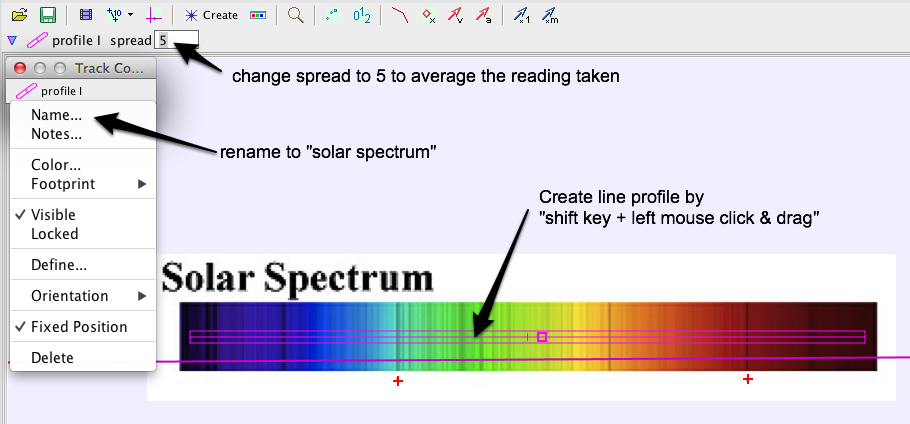 Create
profile I spread 5
change spread to 5 to average the reading taken
Track Co...
profile I
Name...
Notes...
rename to "solar spectrum"
Color...
Footprint
Visible
Locked
Define...
Orientation
Fixed Position
Delete
Create line profile by
"shift key + left mouse click & drag"
Solar Spectrum